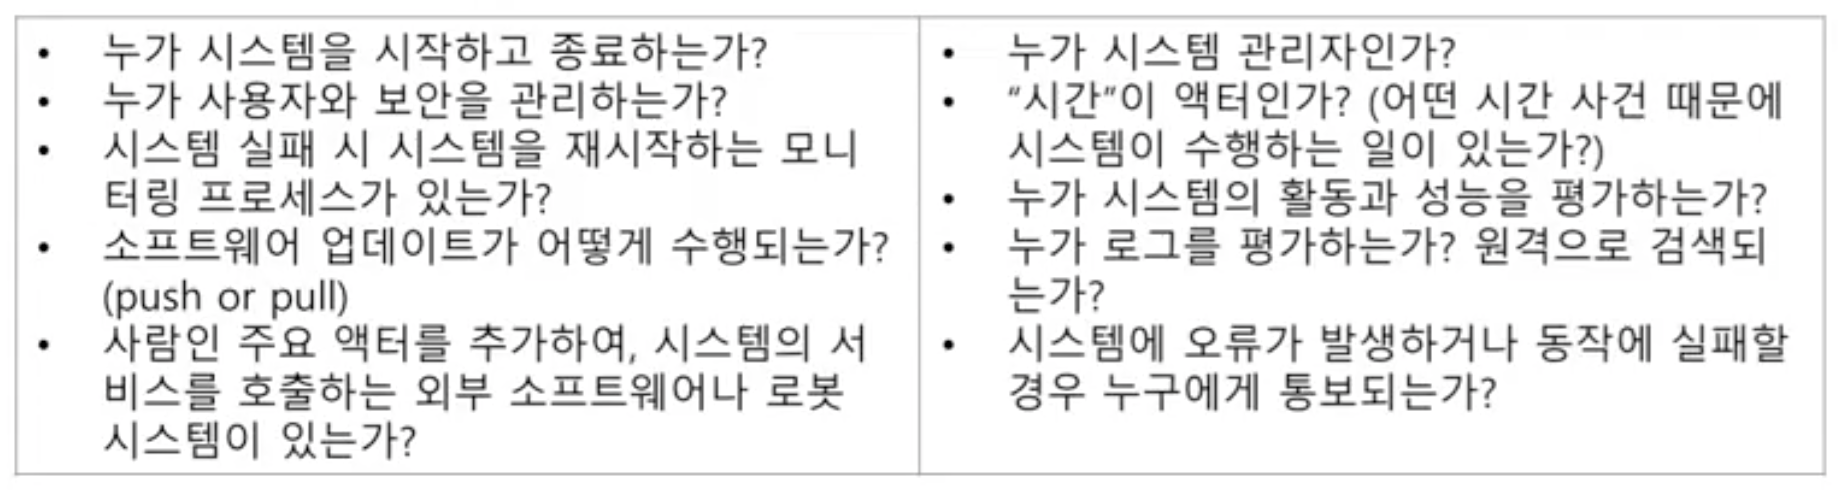 • 누가 시스템을 시작하고 종료하는가?
• 누가 사용자와 보안을 관리하는가?
• 시스템 실패 시 시스템을 재시작하는 모니
터링 프로세스가 있는가?
• 소프트웨어 업데이트가 어떻게 수행되는가?
(push or pull)
• 사람인 주요 액터를 추가하여, 시스템의 서
비스를 호출하는 외부 소프트웨어나 로봇
시스템이 있는가?
• 누가 시스템 관리자인가?
• “시간”이 액터인가? (어떤 시간 사건 때문에
시스템이 수행하는 일이 있는가?)
• 누가 시스템의 활동과 성능을 평가하는가?
• 누가 로그를 평가하는가? 원격으로 검색되
는가?
• 시스템에 오류가 발생하거나 동작에 실패할
경우 누구에게 통보되는가?